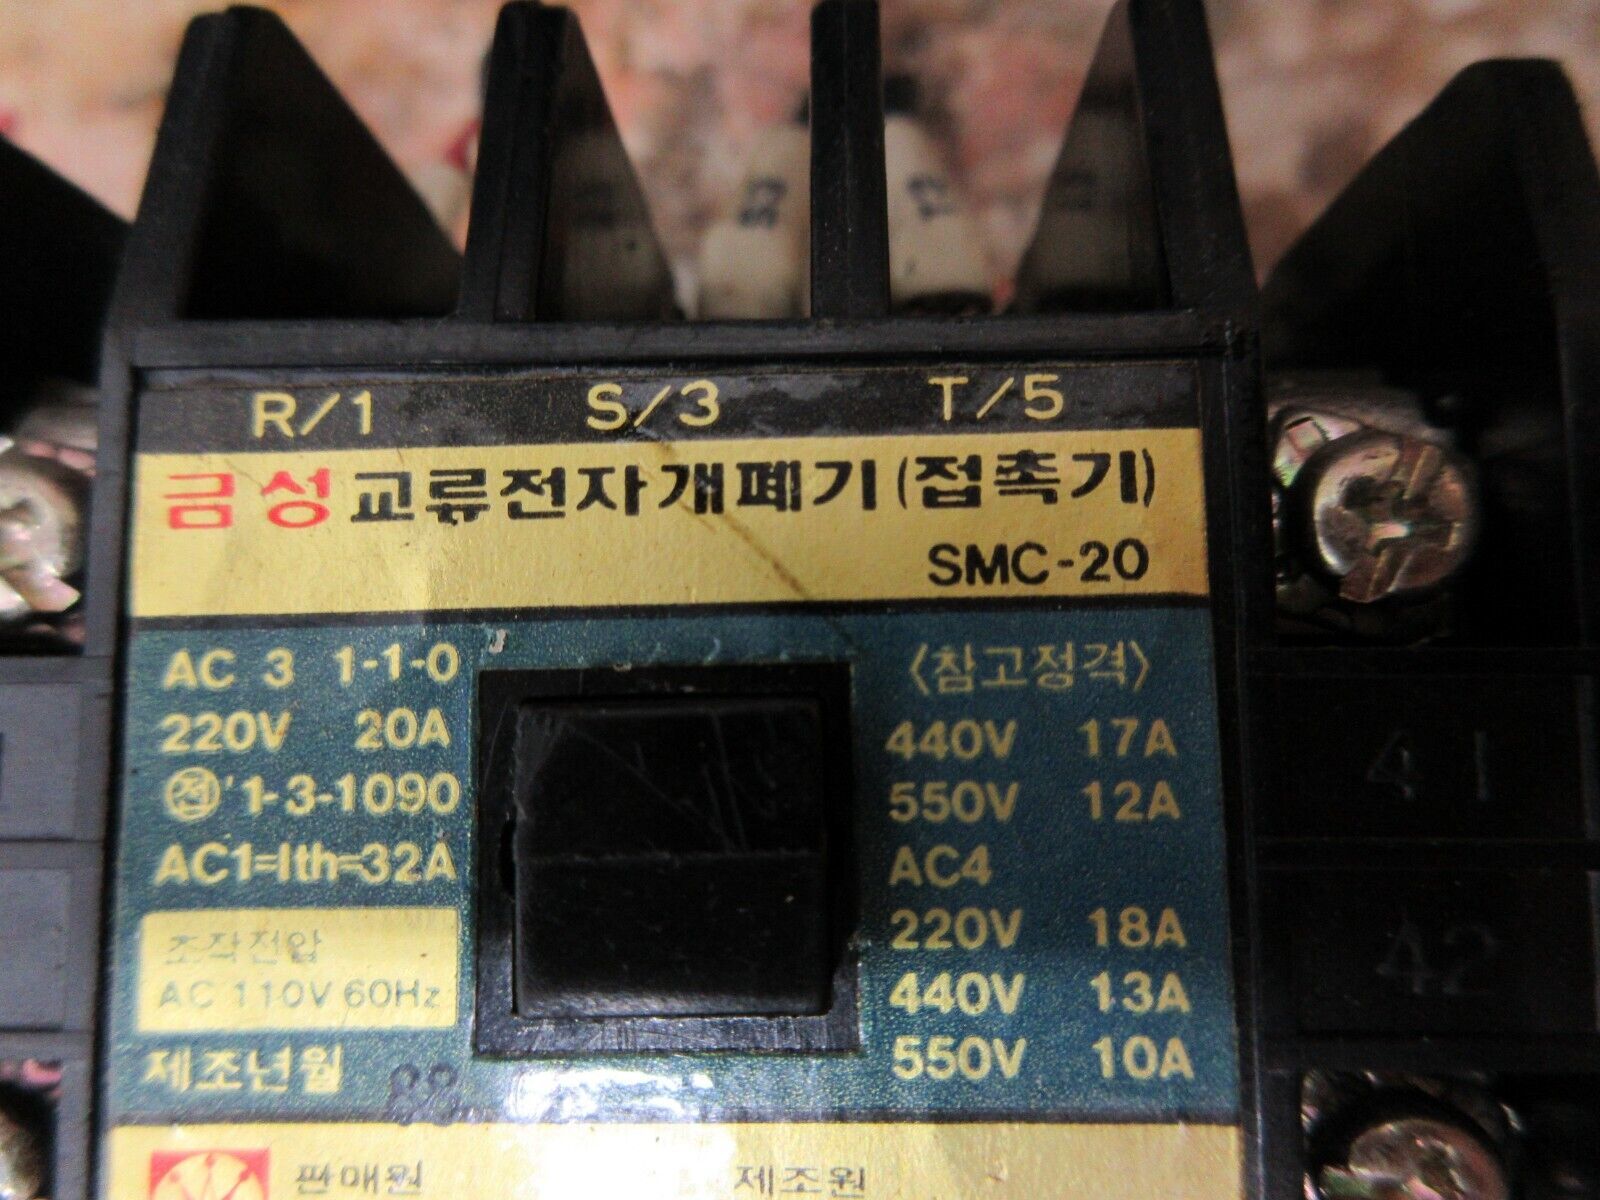 R/1 S/3 T/5
금성 교류전자개폐기(접촉기)
SMC-20
AC 3 1-1-0
220V 20A
㉠'1-3-1090
AC1=Ith=32A
조작전압
AC 110V 60Hz
제조년월 88
〈참고정격〉
440V 17A
550V 12A
AC4
220V 18A
440V 13A
550V 10A
41
42
판매원 제조원